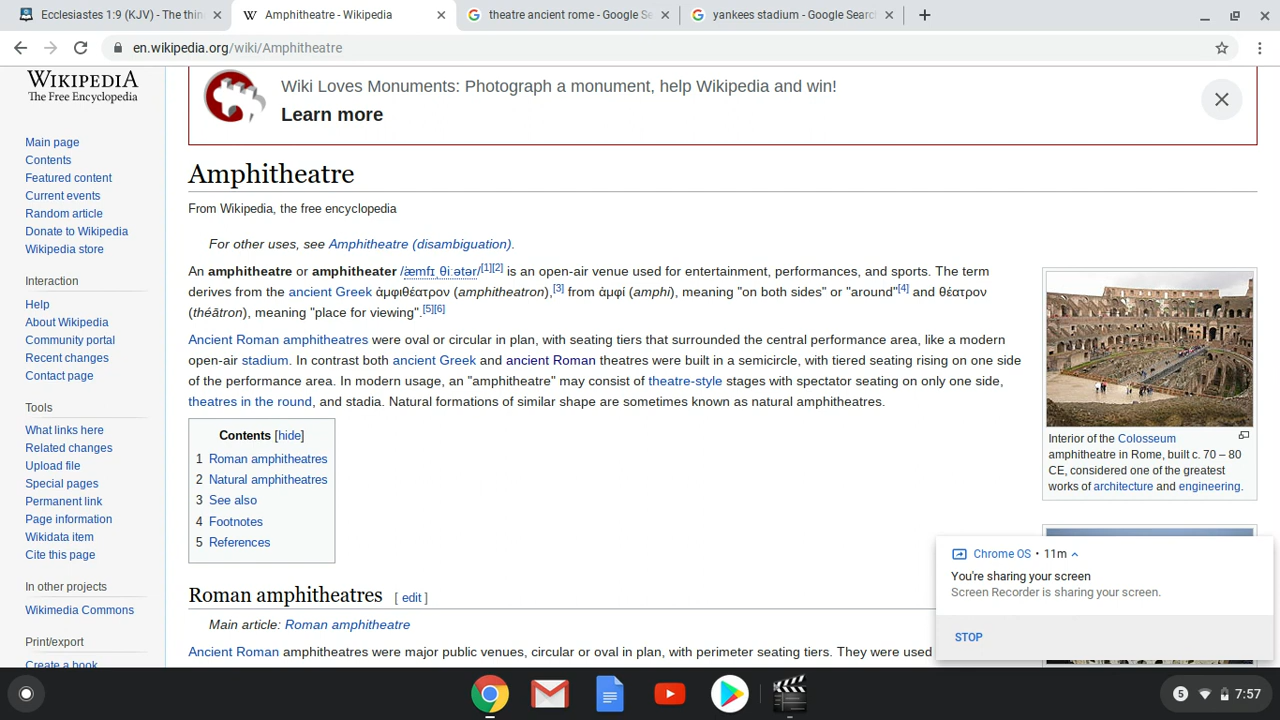 Ecclesiastes 1:9 (KJV) - The thin
Amphitheatre - Wikipedia
theatre ancient rome - Google Se
yankees stadium - Google Search
en.wikipedia.org/wiki/Amphitheatre
WIKIPEDIA
The Free Encyclopedia
Main page
Contents
Featured content
Current events
Random article
Donate to Wikipedia
Wikipedia store
Interaction
Help
About Wikipedia
Community portal
Recent changes
Contact page
Tools
What links here
Related changes
Upload file
Special pages
Permanent link
Page information
Wikidata item
Cite this page
In other projects
Wikimedia Commons
Print/export
Create a book
Wiki Loves Monuments: Photograph a monument, help Wikipedia and win!
Learn more
Amphitheatre
From Wikipedia, the free encyclopedia
For other uses, see Amphitheatre (disambiguation).
An amphitheatre or amphitheater /ˈæmfɪˌθiːətər/[1][2] is an open-air venue used for entertainment, performances, and sports. The term
derives from the ancient Greek ἀμφιθέατρον (amphitheatron),[3] from ἀμφί (amphi), meaning "on both sides" or "around"[4] and θέατρον
(théātron), meaning "place for viewing".[5][6]
Ancient Roman amphitheatres were oval or circular in plan, with seating tiers that surrounded the central performance area, like a modern
open-air stadium. In contrast both ancient Greek and ancient Roman theatres were built in a semicircle, with tiered seating rising on one side
of the performance area. In modern usage, an "amphitheatre" may consist of theatre-style stages with spectator seating on only one side,
theatres in the round, and stadia. Natural formations of similar shape are sometimes known as natural amphitheatres.
Contents [hide]
1 Roman amphitheatres
2 Natural amphitheatres
3 See also
4 Footnotes
5 References
Roman amphitheatres [ edit ]
Main article: Roman amphitheatre
Ancient Roman amphitheatres were major public venues, circular or oval in plan, with perimeter seating tiers. They were used
Interior of the Colosseum
amphitheatre in Rome, built c. 70 – 80
CE, considered one of the greatest
works of architecture and engineering.
Chrome OS • 11m
You're sharing your screen
Screen Recorder is sharing your screen.
STOP
5 7:57